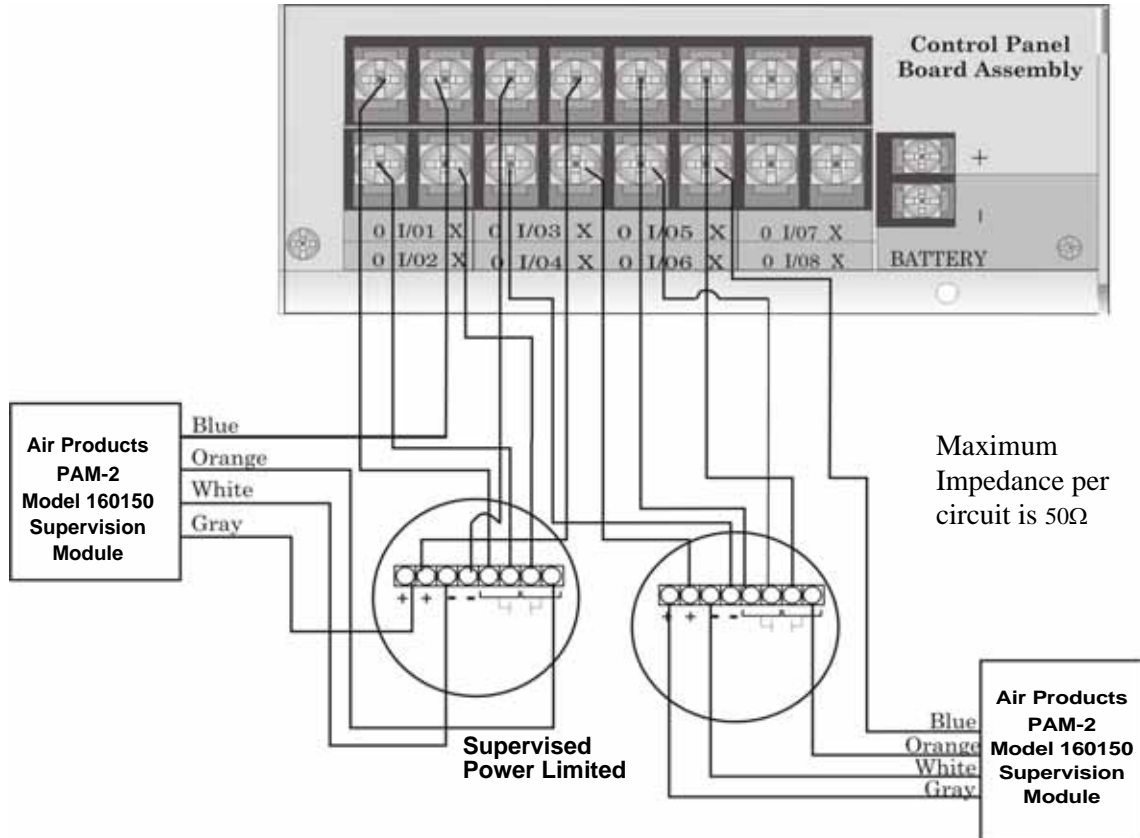 Control Panel
Board Assembly
+
-
0 I/01 X 0 I/03 X 0 I/05 X 0 I/07 X
0 I/02 X 0 I/04 X 0 I/06 X 0 I/08 X
BATTERY
Air Products
PAM-2
Model 160150
Supervision
Module
Blue
Orange
White
Gray
Maximum
Impedance per
circuit is 50Ω
+ + - -
+ + - -
Supervised
Power Limited
Blue
Orange
White
Gray
Air Products
PAM-2
Model 160150
Supervision
Module